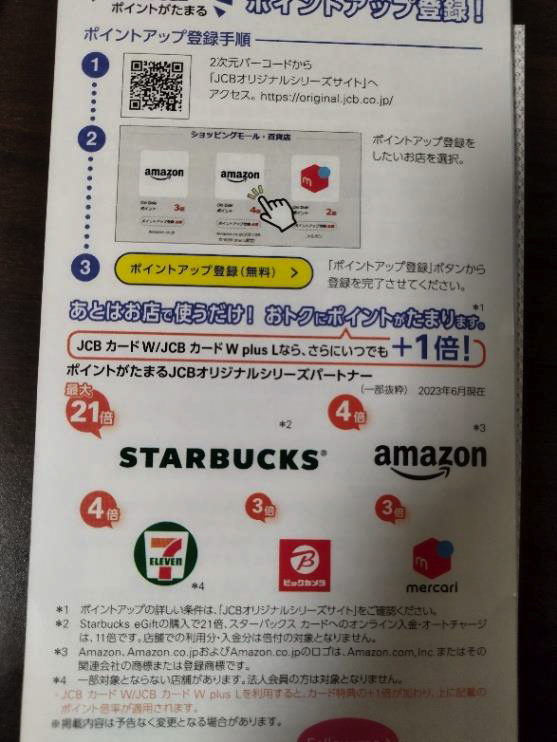 ポイントがたまる
ポイントアップ登録!
ポイントアップ登録手順
1
2次元バーコードから
「JCBオリジナルシリーズサイト」へ
アクセス。https://original.jcb.co.jp/
2
ショッピングモール・百貨店
amazon
amazon
3倍
4倍
2倍
ポイントアップ登録をしたいお店を選択。
3
ポイントアップ登録(無料)
「ポイントアップ登録」ボタンから
登録を完了させてください。
あとはお店で使うだけ! おトクにポイントがたまります。*1
JCB カード W/JCB カード W plus Lなら、さらにいつでも +1倍!
ポイントがたまるJCBオリジナルシリーズパートナー
(一部抜粋) 2023年6月現在
最大
21倍
*2
STARBUCKS®
4倍
*3
amazon
4倍
7
ELEVEN
*4
3倍
B
ビックカメラ
3倍
m
mercari
*1 ポイントアップの詳しい条件は、「JCBオリジナルシリーズサイト」をご確認ください。
*2 Starbucks eGiftの購入で21倍、スターバックス カードへのオンライン入金・オートチャージ
は、11倍です。店舗での利用分・入金分は倍付の対象となりません。
*3 Amazon、Amazon.co.jpおよびAmazon.co.jpのロゴは、Amazon.com,Inc.またはその
関連会社の商標または登録商標です。
*4 一部対象とならない店舗があります。法人会員の方は対象となりません。
・JCB カード W/JCB カード W plus Lを利用すると、カード特典の+1倍が加わり、上に記載の
ポイント倍率が適用されます。
※掲載内容は予告なく変更となる場合があります。